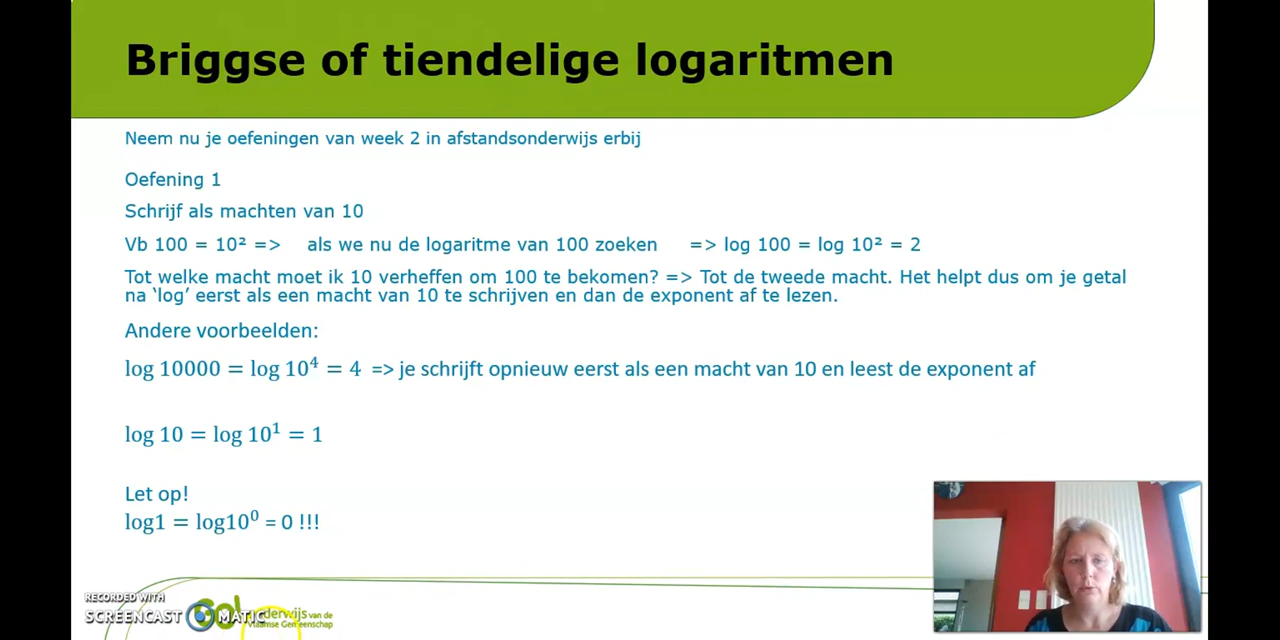 Briggse of tiendelige logaritmen
Neem nu je oefeningen van week 2 in afstandsonderwijs erbij
Oefening 1
Schrijf als machten van 10
Vb 100 = 10² => als we nu de logaritme van 100 zoeken => log 100 = log 10² = 2
Tot welke macht moet ik 10 verheffen om 100 te bekomen? => Tot de tweede macht. Het helpt dus om je getal
na ‘log’ eerst als een macht van 10 te schrijven en dan de exponent af te lezen.
Andere voorbeelden:
log 10000 = log 10⁴ = 4 => je schrijft opnieuw eerst als een macht van 10 en leest de exponent af
log 10 = log 10¹ = 1
Let op!
log1 = log10⁰ = 0 !!!
RECORDED WITH
SCREENCAST MATIC
van de
Vlaamse Gemeenschap